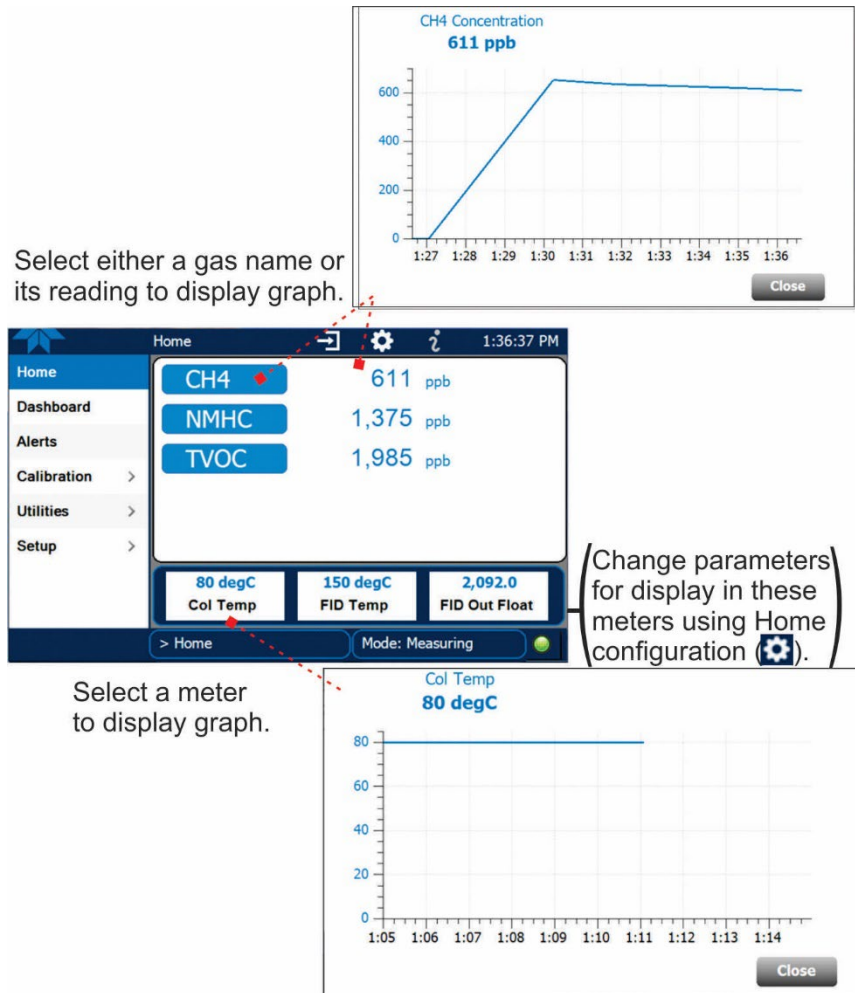 CH4 Concentration
611 ppb
600
400
200
0
1:27 1:28 1:29 1:30 1:31 1:32 1:33 1:34 1:35 1:36
Close
Select either a gas name or
its reading to display graph.
Home 1:36:37 PM
Home
Dashboard
Alerts
Calibration >
Utilities >
Setup >
CH4 611 ppb
NMHC 1,375 ppb
TVOC 1,985 ppb
80 degC
Col Temp
150 degC
FID Temp
2,092.0
FID Out Float
> Home Mode: Measuring
Change parameters
for display in these
meters using Home
configuration ( ).
Select a meter
to display graph.
Col Temp
80 degC
80
60
40
20
0
1:05 1:06 1:07 1:08 1:09 1:10 1:11 1:12 1:13 1:14
Close